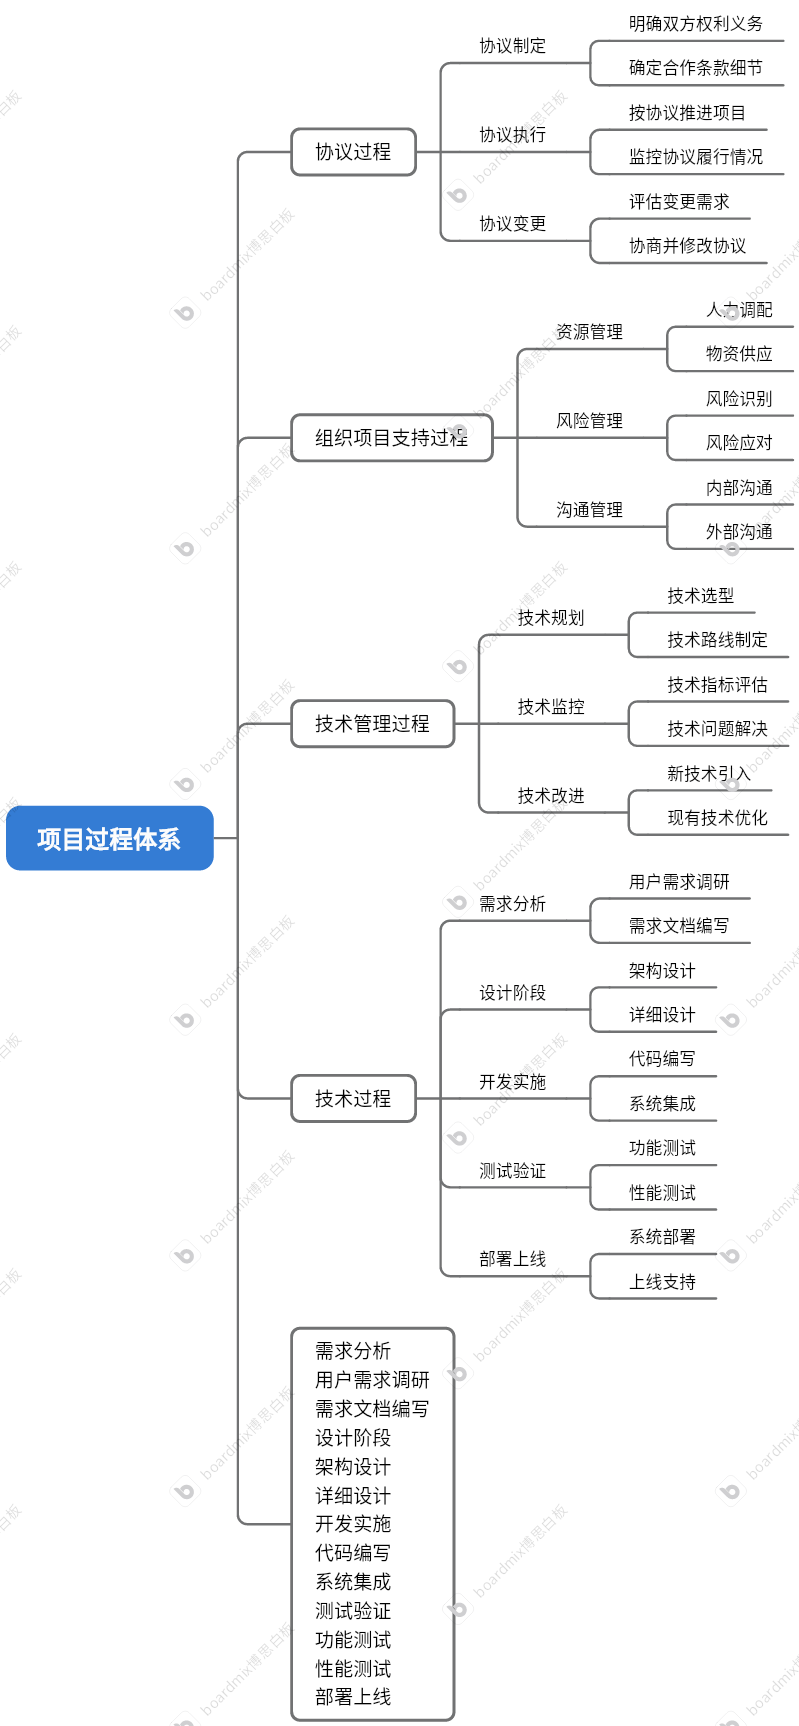 项目过程体系
协议过程
协议制定
明确双方权利义务
确定合作条款细节
协议执行
按协议推进项目
监控协议履行情况
协议变更
评估变更需求
协商并修改协议
组织项目支持过程
资源管理
人力调配
物资供应
风险管理
风险识别
风险应对
沟通管理
内部沟通
外部沟通
技术管理过程
技术规划
技术选型
技术路线制定
技术监控
技术指标评估
技术问题解决
技术改进
新技术引入
现有技术优化
技术过程
需求分析
用户需求调研
需求文档编写
设计阶段
架构设计
详细设计
开发实施
代码编写
系统集成
测试验证
功能测试
性能测试
部署上线
系统部署
上线支持
需求分析
用户需求调研
需求文档编写
设计阶段
架构设计
详细设计
开发实施
代码编写
系统集成
测试验证
功能测试
性能测试
部署上线
boardmix博思白板